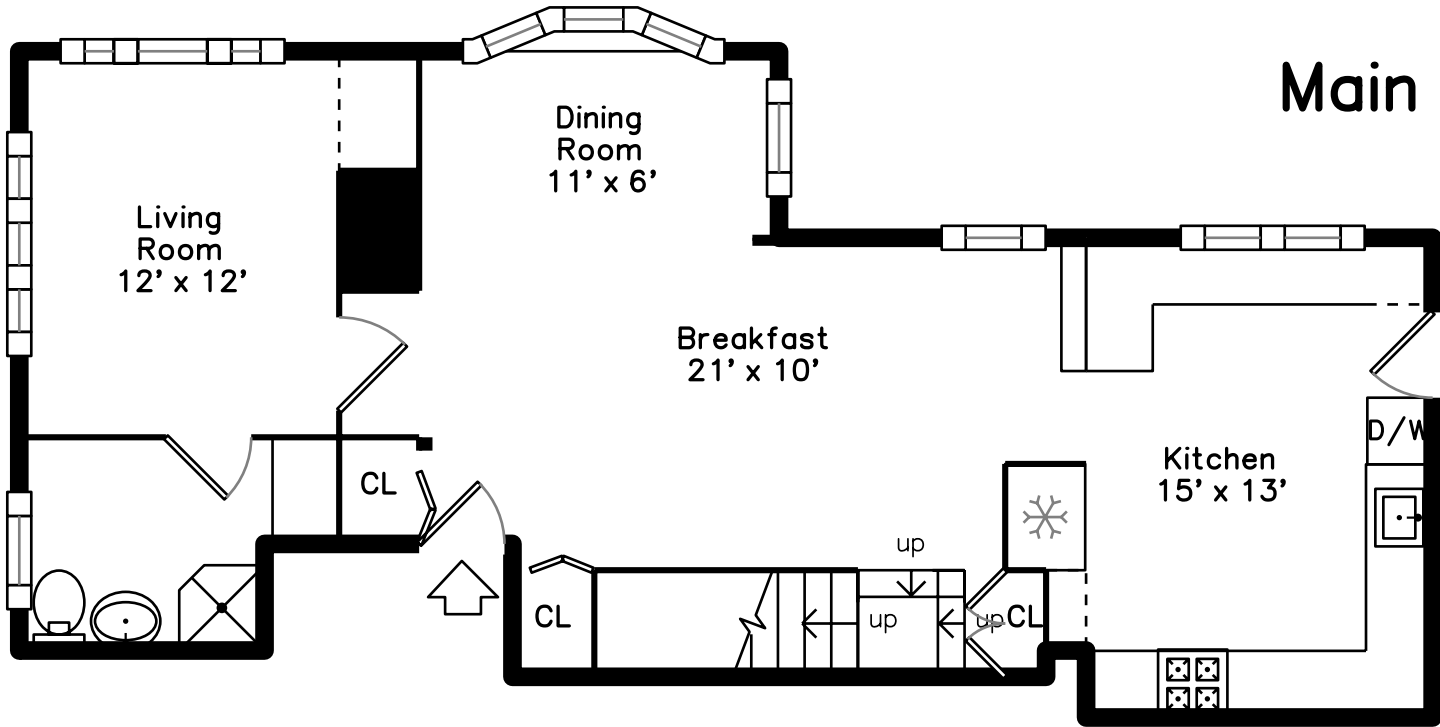 Main
Dining
Room
11' x 6'
Living
Room
12' x 12'
Breakfast
21' x 10'
D/W
Kitchen
15' x 13'
CL
up
CL
up
up
CL